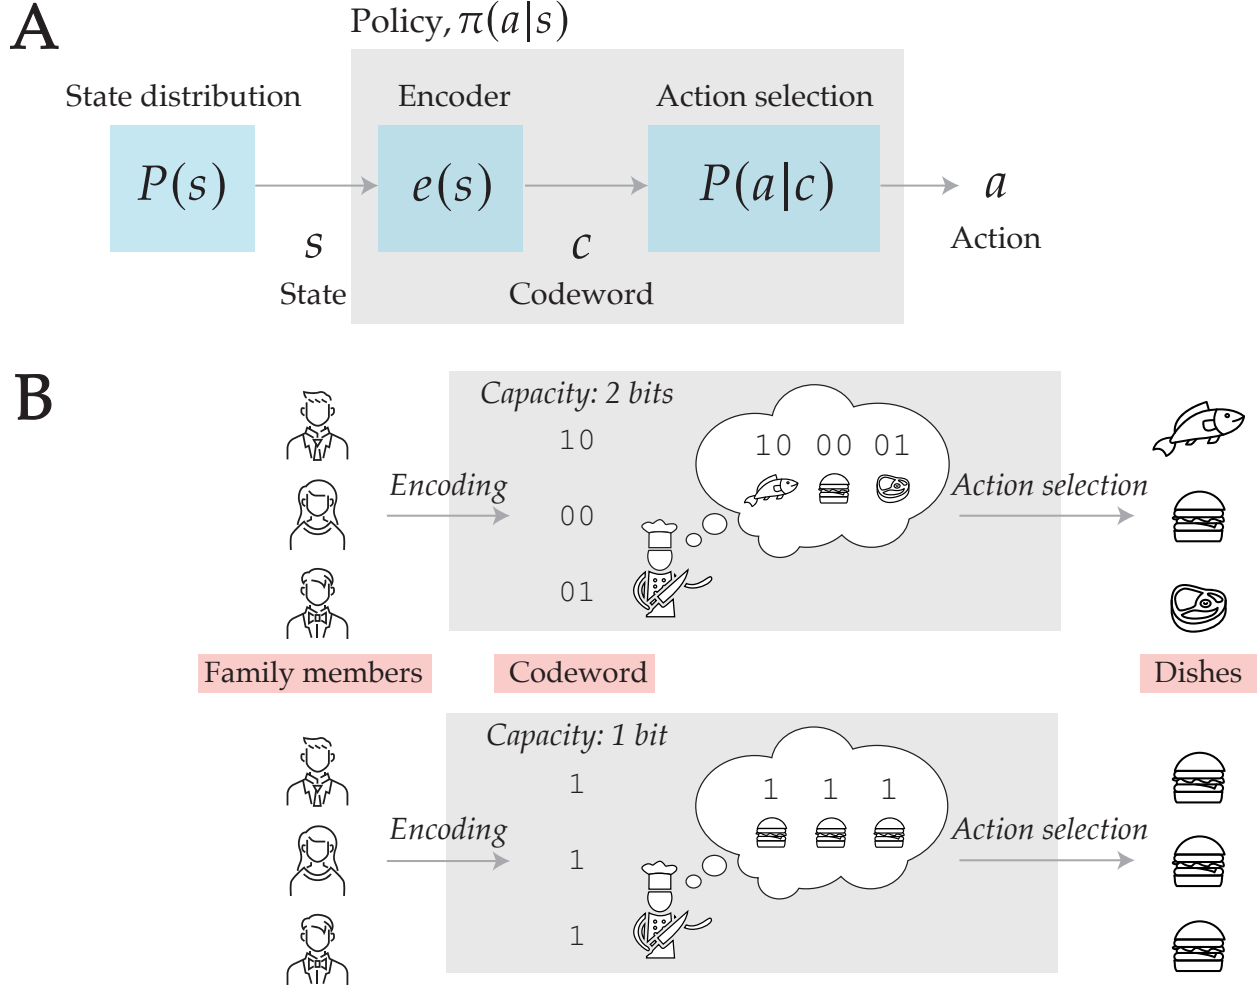 A
Policy, π(a|s)
State distribution
Encoder
Action selection
P(s)
e(s)
P(a|c)
a
s
c
Action
State
Codeword
B
Capacity: 2 bits
10
10 00 01
Encoding
Action selection
00
01
Family members
Codeword
Dishes
Capacity: 1 bit
1
1 1 1
Encoding
Action selection
1
1